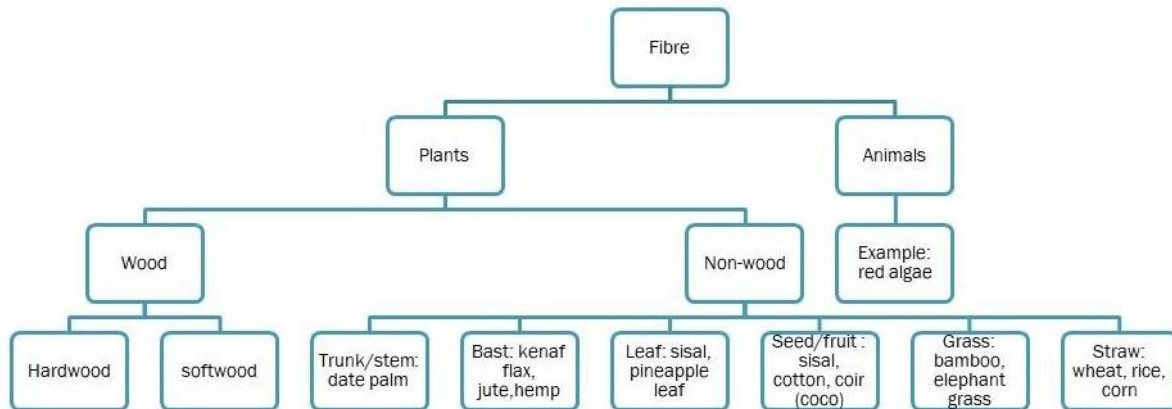 Fibre
Plants
Animals
Wood
Non-wood
Example:
red algae
Hardwood
softwood
Trunk/stem:
date palm
Bast: kenaf
flax,
jute,hemp
Leaf: sisal,
pineapple
leaf
Seed/fruit :
sisal,
cotton, coir
(coco)
Grass:
bamboo,
elephant
grass
Straw:
wheat, rice,
corn